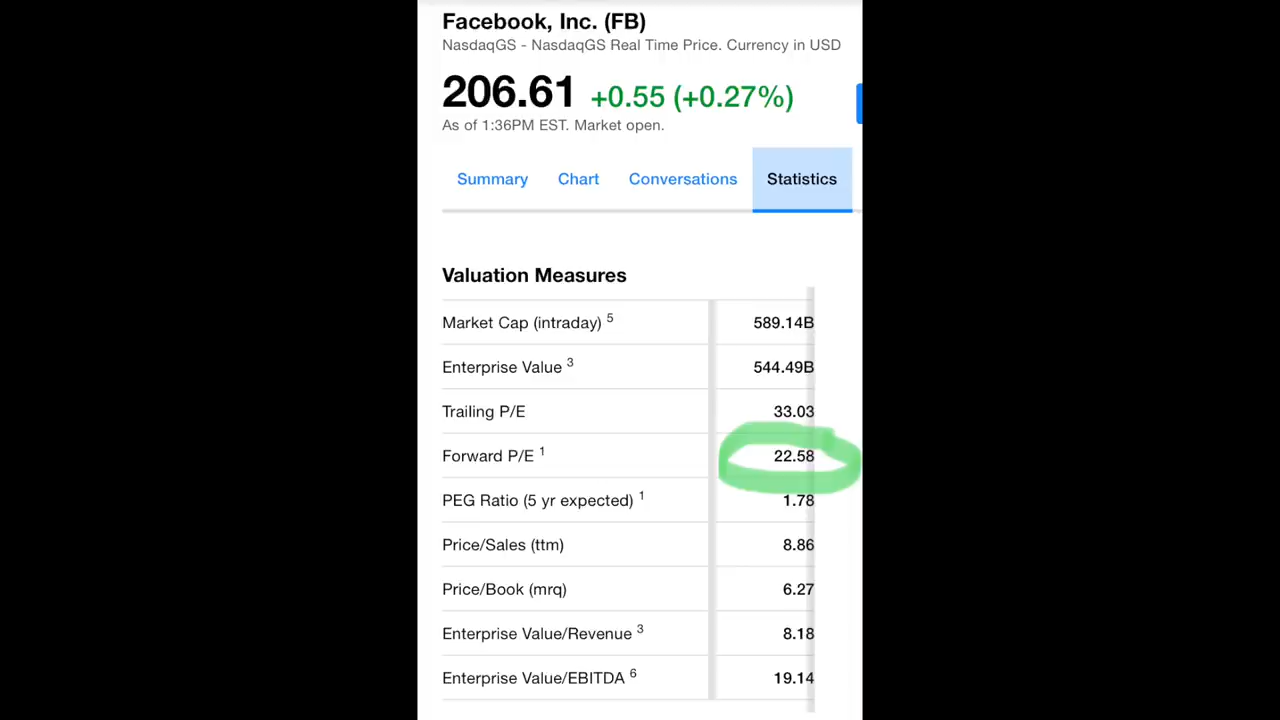 Facebook, Inc. (FB)
NasdaqGS - NasdaqGS Real Time Price. Currency in USD
206.61 +0.55 (+0.27%)
As of 1:36PM EST. Market open.
Summary Chart Conversations Statistics
Valuation Measures
Market Cap (intraday) 5 589.14B
Enterprise Value 3 544.49B
Trailing P/E 33.03
Forward P/E 1 22.58
PEG Ratio (5 yr expected) 1 1.78
Price/Sales (ttm) 8.86
Price/Book (mrq) 6.27
Enterprise Value/Revenue 3 8.18
Enterprise Value/EBITDA 6 19.14